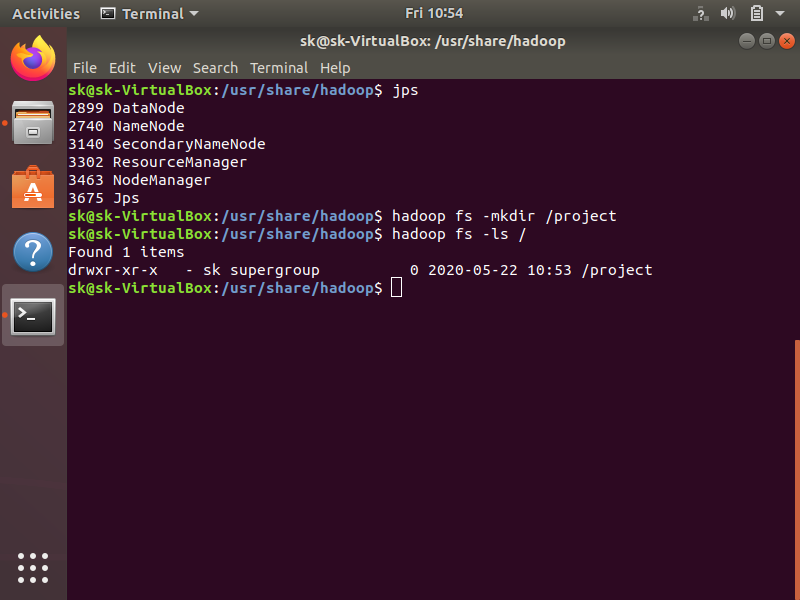 Activities Terminal Fri 10:54
sk@sk-VirtualBox: /usr/share/hadoop
File Edit View Search Terminal Help
sk@sk-VirtualBox:/usr/share/hadoop$ jps
2899 DataNode
2740 NameNode
3140 SecondaryNameNode
3302 ResourceManager
3463 NodeManager
3675 Jps
sk@sk-VirtualBox:/usr/share/hadoop$ hadoop fs -mkdir /project
sk@sk-VirtualBox:/usr/share/hadoop$ hadoop fs -ls /
Found 1 items
drwxr-xr-x   - sk supergroup          0 2020-05-22 10:53 /project
sk@sk-VirtualBox:/usr/share/hadoop$